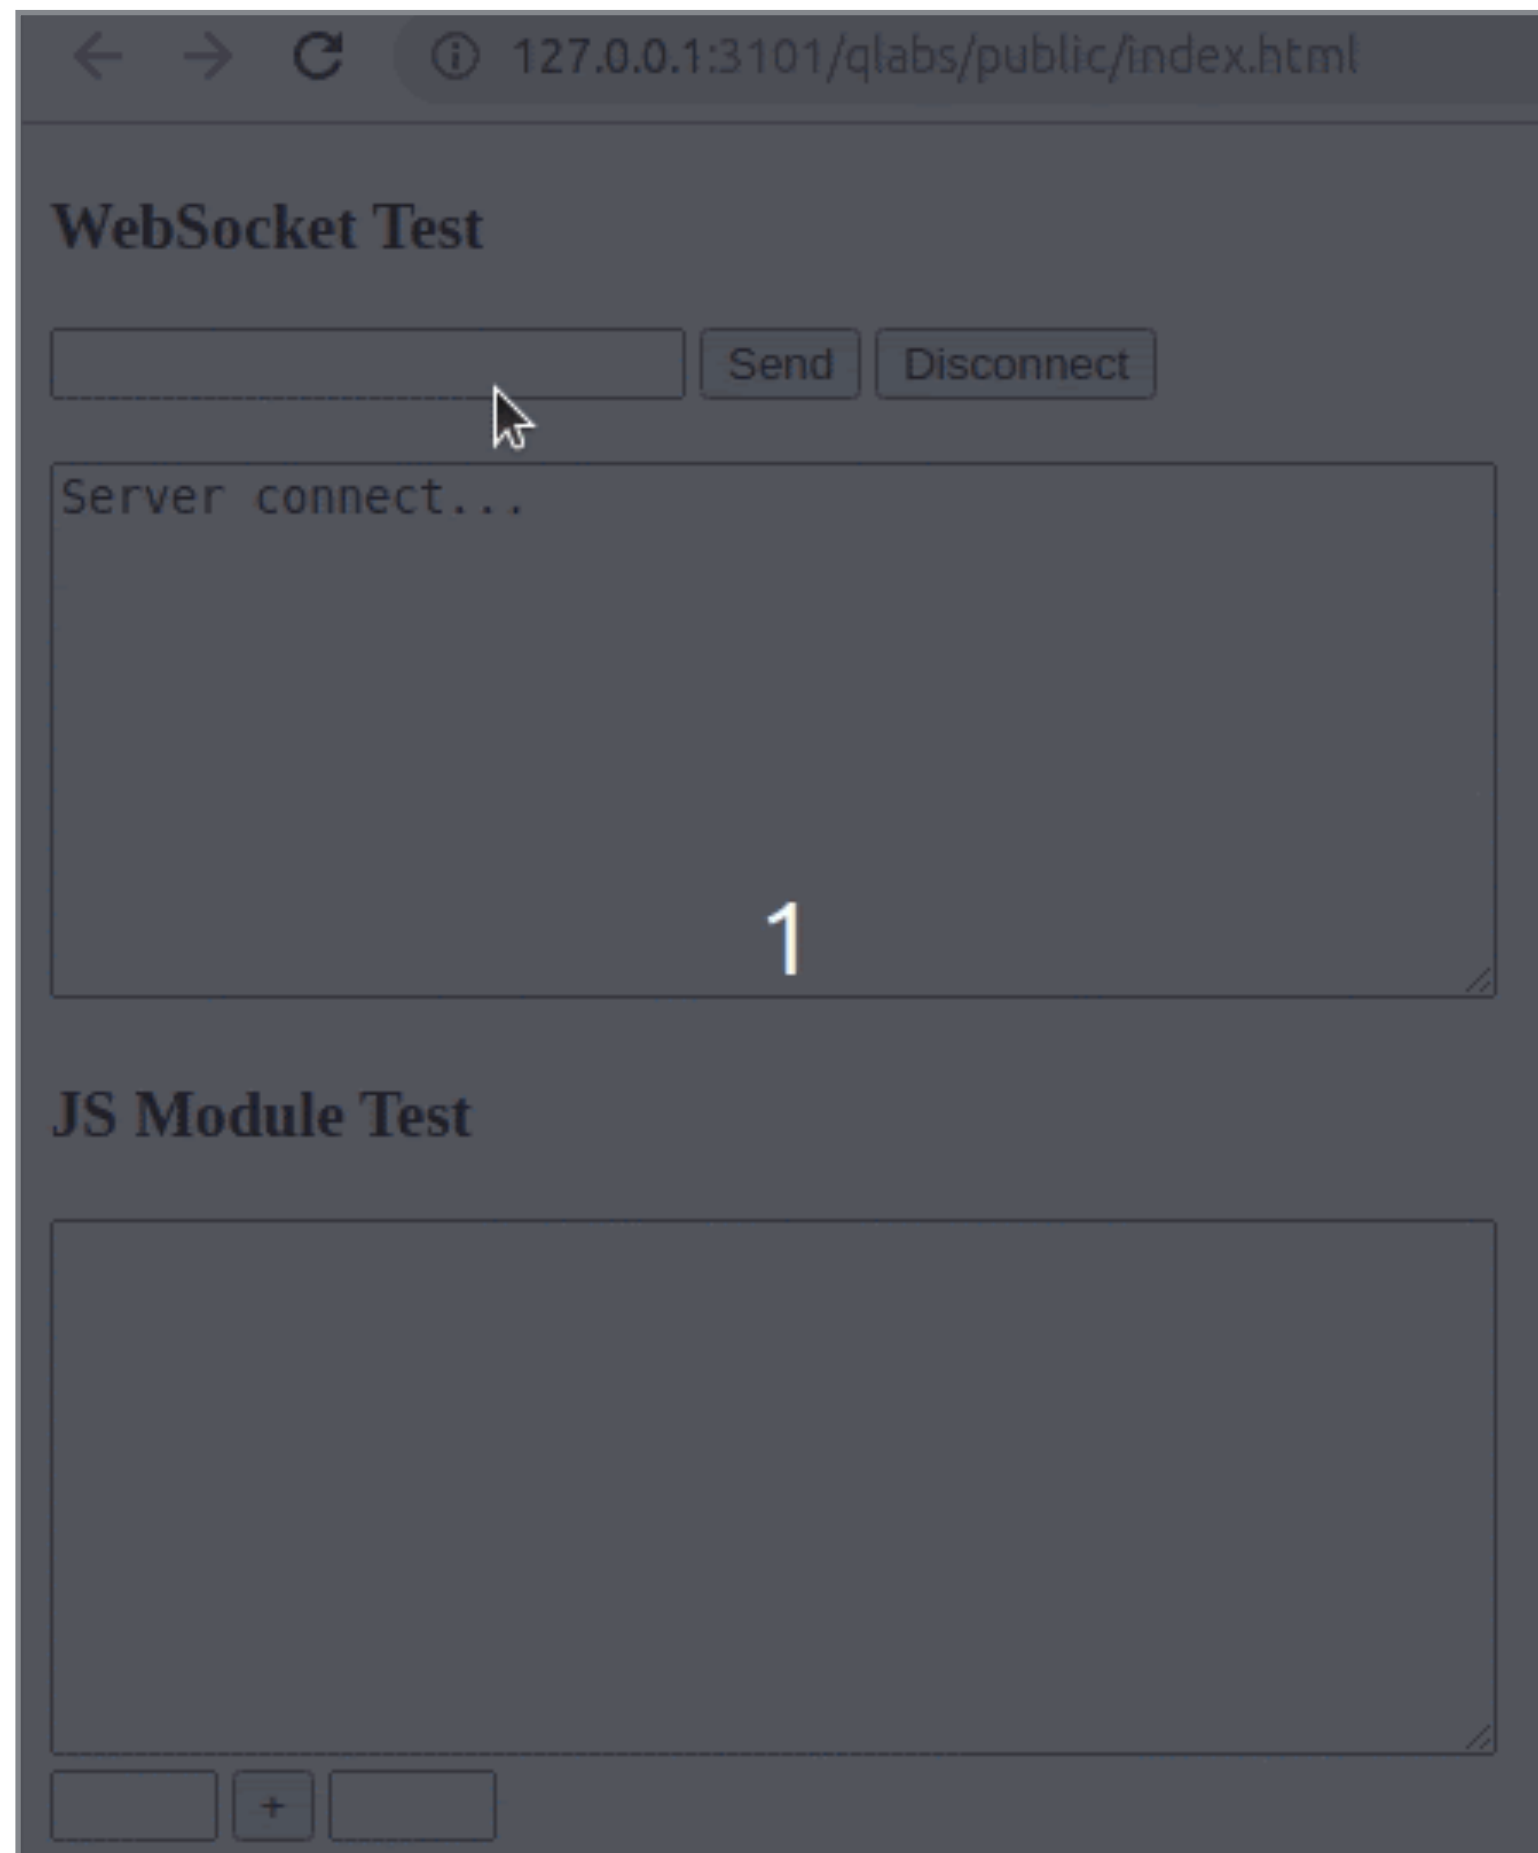 127.0.0.1:3101/qlabs/public/index.html
WebSocket Test
Send Disconnect
Server connect...
1
JS Module Test
+